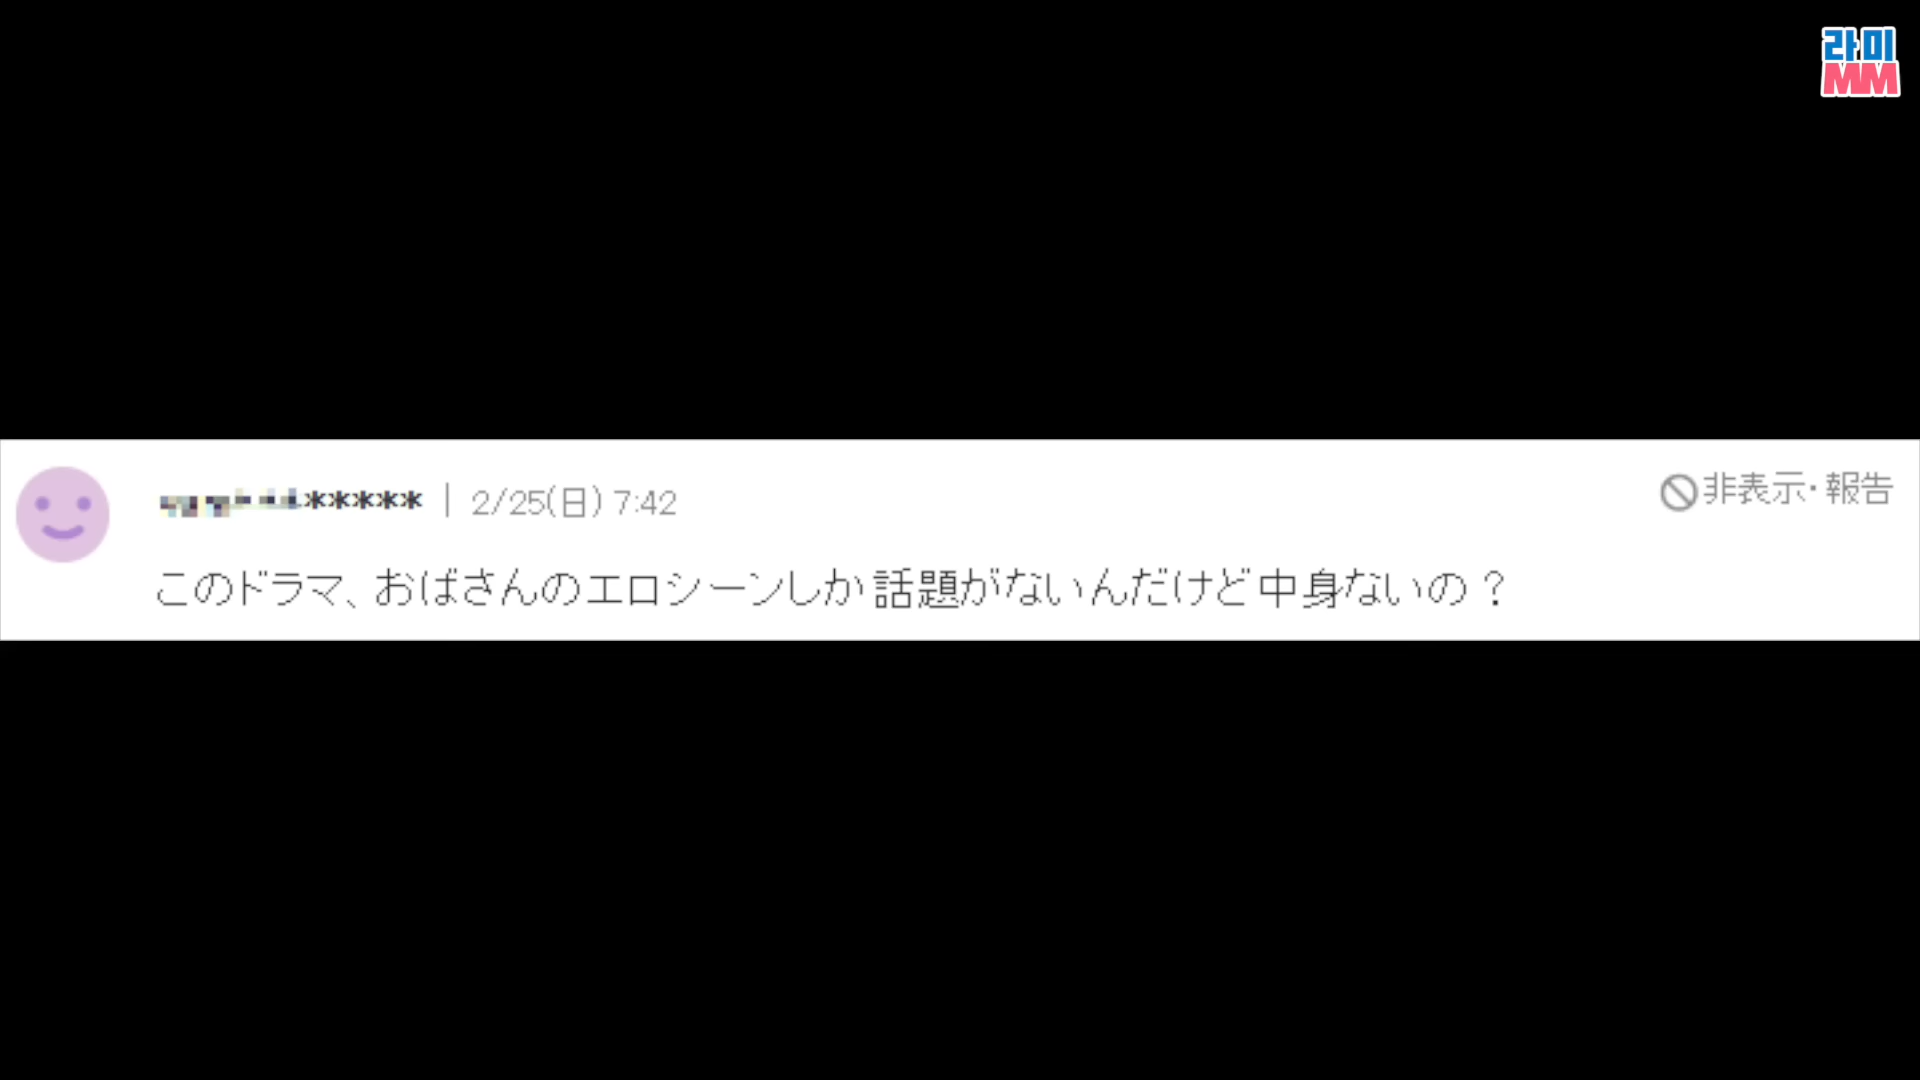 라미
MM
***** | 2/25(日) 7:42
非表示・報告
このドラマ、おばさんのエロシーンしか話題がないんだけど中身ないの？